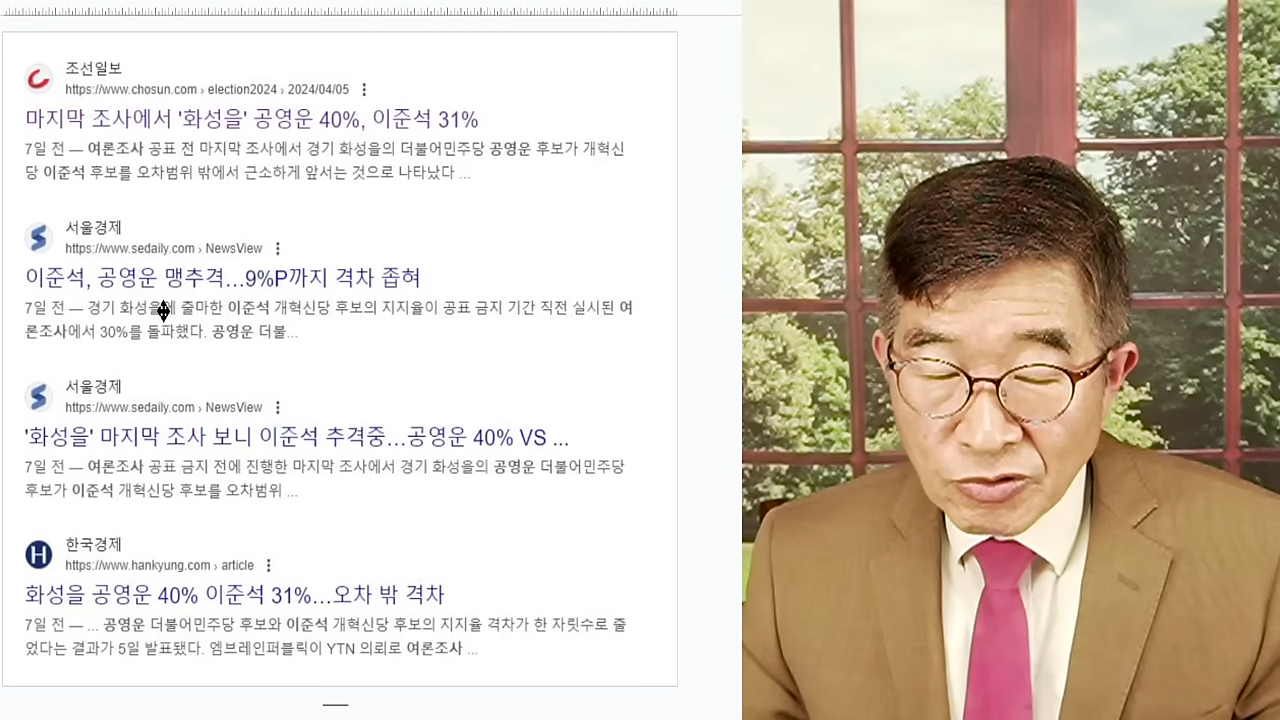 조선일보
https://www.chosun.com › election2024 › 2024/04/05
마지막 조사에서 '화성을' 공영운 40%, 이준석 31%
7일 전 — 여론조사 공표 전 마지막 조사에서 경기 화성을의 더불어민주당 공영운 후보가 개혁신
당 이준석 후보를 오차범위 밖에서 근소하게 앞서는 것으로 나타났다 ...
서울경제
https://www.sedaily.com › NewsView
이준석, 공영운 맹추격…9%P까지 격차 좁혀
7일 전 — 경기 화성을에 출마한 이준석 개혁신당 후보의 지지율이 공표 금지 기간 직전 실시된 여
론조사에서 30%를 돌파했다. 공영운 더불...
서울경제
https://www.sedaily.com › NewsView
'화성을' 마지막 조사 보니 이준석 추격중…공영운 40% VS ...
7일 전 — 여론조사 공표 금지 전에 진행한 마지막 조사에서 경기 화성을의 공영운 더불어민주당
후보가 이준석 개혁신당 후보를 오차범위 ...
한국경제
https://www.hankyung.com › article
화성을 공영운 40% 이준석 31%…오차 밖 격차
7일 전 — ... 공영운 더불어민주당 후보와 이준석 개혁신당 후보의 지지율 격차가 한 자릿수로 줄
었다는 결과가 5일 발표됐다. 엠브레인퍼블릭이 YTN 의뢰로 여론조사 ...